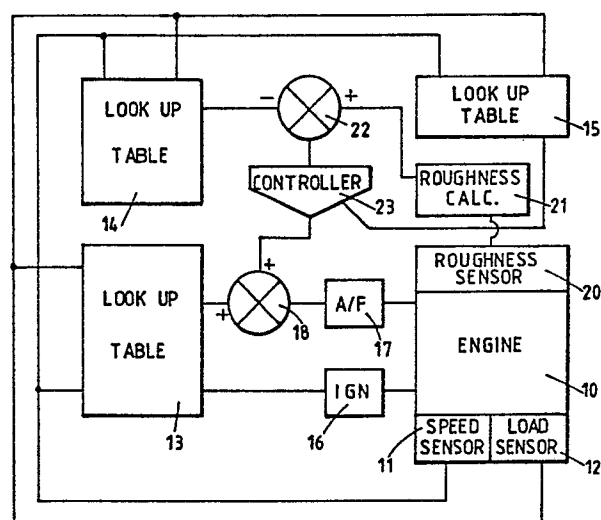 LOOK UP
TABLE
14
−
+
22
LOOK UP
TABLE
15
CONTROLLER
23
ROUGHNESS
CALC.
21
LOOK UP
TABLE
13
+
+
18
A/F
17
IGN
16
ROUGHNESS
SENSOR
20
ENGINE
10
11
SPEED
SENSOR
LOAD
SENSOR
12